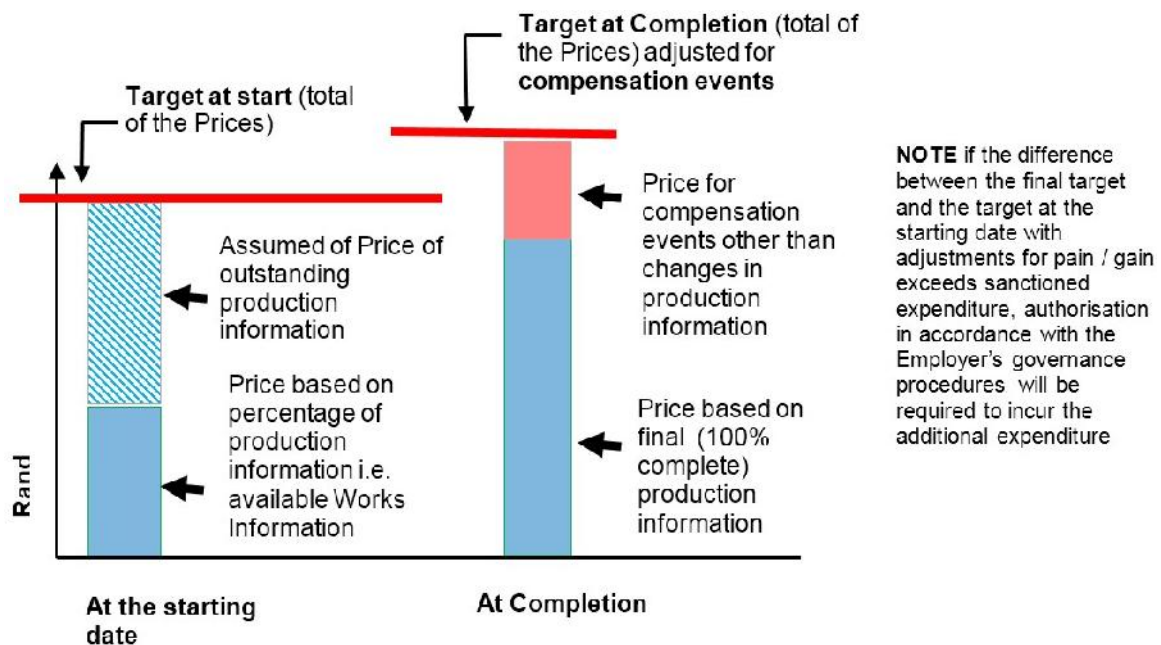 Target at Completion (total of
the Prices) adjusted for
compensation events
Target at start (total
of the Prices)
Assumed of Price of
outstanding
production
information
Price based on
percentage of
production
information i.e.
available Works
Information
Price for
compensation
events other than
changes in
production
information
Price based on
final (100%
complete)
production
information
NOTE if the difference
between the final target
and the target at the
starting date with
adjustments for pain / gain
exceeds sanctioned
expenditure, authorisation
in accordance with the
Employer's governance
procedures will be
required to incur the
additional expenditure
Rand
At the starting
date
At Completion